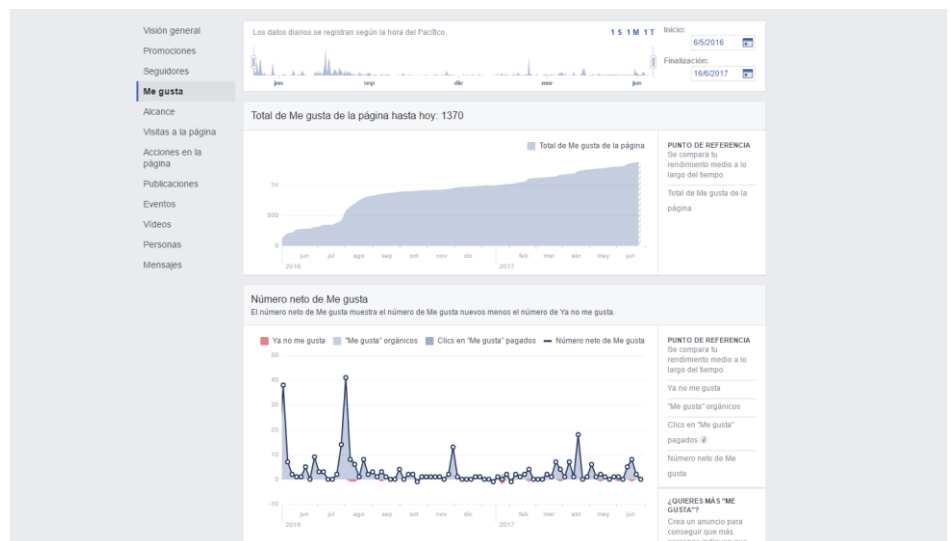 Visión general
Promociones
Seguidores
Me gusta
Alcance
Visitas a la página
Acciones en la
página
Publicaciones
Eventos
Vídeos
Personas
Mensajes
Los datos diarios se registran según la hora del Pacífico.
1 S 1 M 1 T
Inicio:
6/5/2016
Finalización:
16/6/2017
jun sep dic mar jun
Total de Me gusta de la página hasta hoy: 1370
Total de Me gusta de la página
1K
500
0
jun jul ago sep oct nov dic feb mar abr may jun
2016 2017
PUNTO DE REFERENCIA
Se compara tu
rendimiento medio a lo
largo del tiempo.
Total de Me gusta de la
página
Número neto de Me gusta
El número neto de Me gusta muestra el número de Me gusta nuevos menos el número de Ya no me gusta.
Ya no me gusta "Me gusta" orgánicos Clics en "Me gusta" pagados Número neto de Me gusta
50
40
30
20
10
0
-10
jun jul ago sep oct nov dic feb mar abr may jun
2016 2017
PUNTO DE REFERENCIA
Se compara tu
rendimiento medio a lo
largo del tiempo.
Ya no me gusta
"Me gusta" orgánicos
Clics en "Me gusta"
pagados
Número neto de Me
gusta
¿QUIERES MÁS "ME
GUSTA"?
Crea un anuncio para
conseguir que más